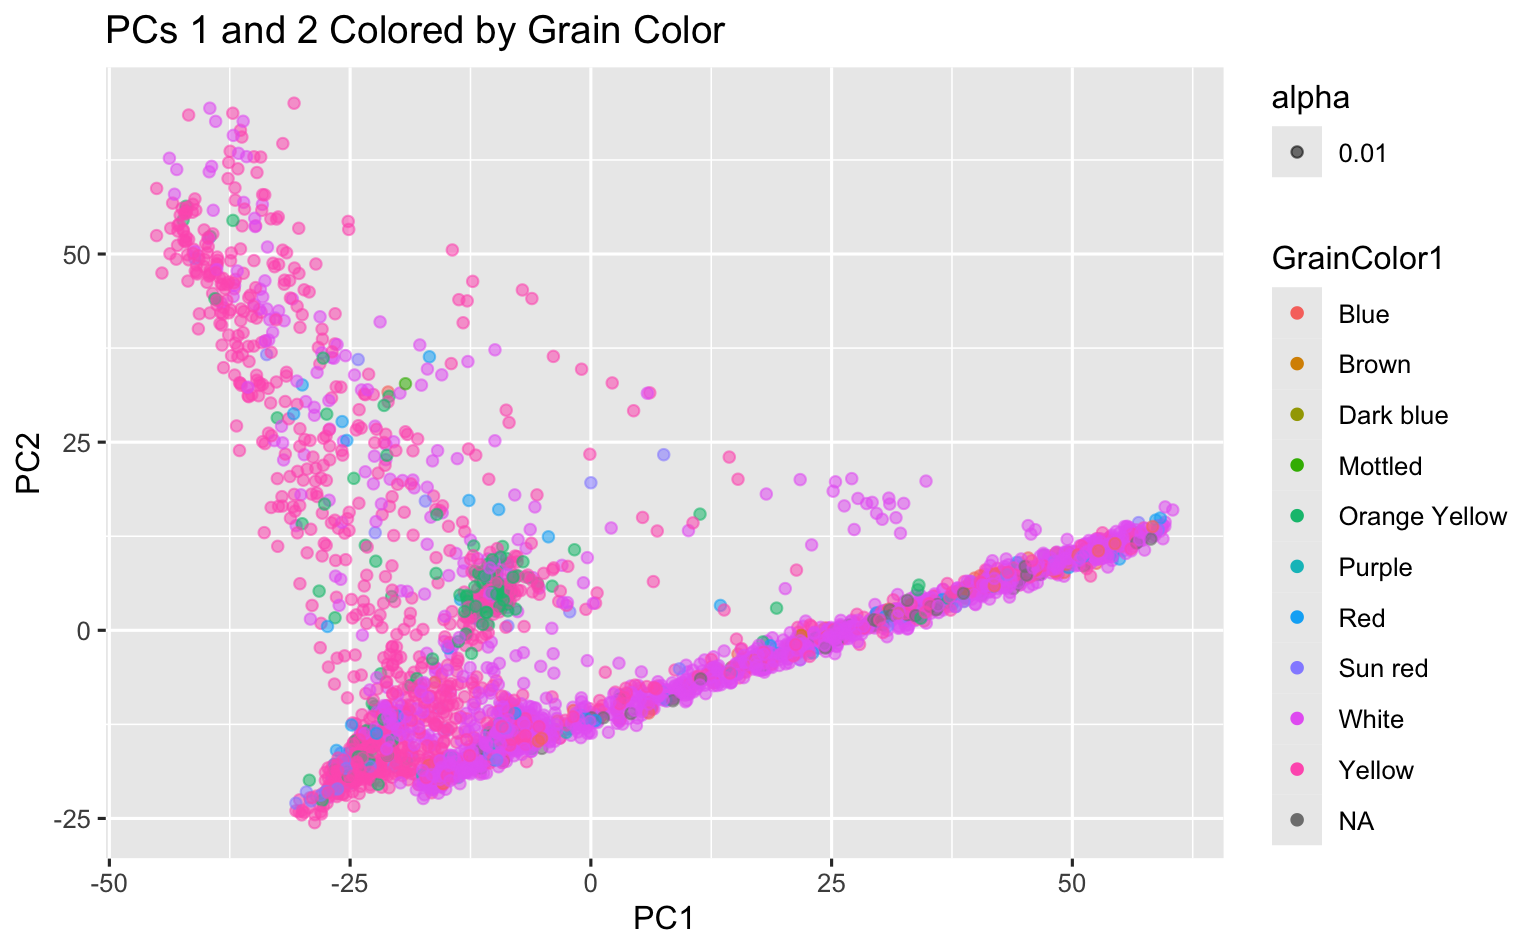 PCs 1 and 2 Colored by Grain Color
PC2
50
25
0
-25
-50
-25
0
25
50
PC1
alpha
0.01
GrainColor1
Blue
Brown
Dark blue
Mottled
Orange Yellow
Purple
Red
Sun red
White
Yellow
NA